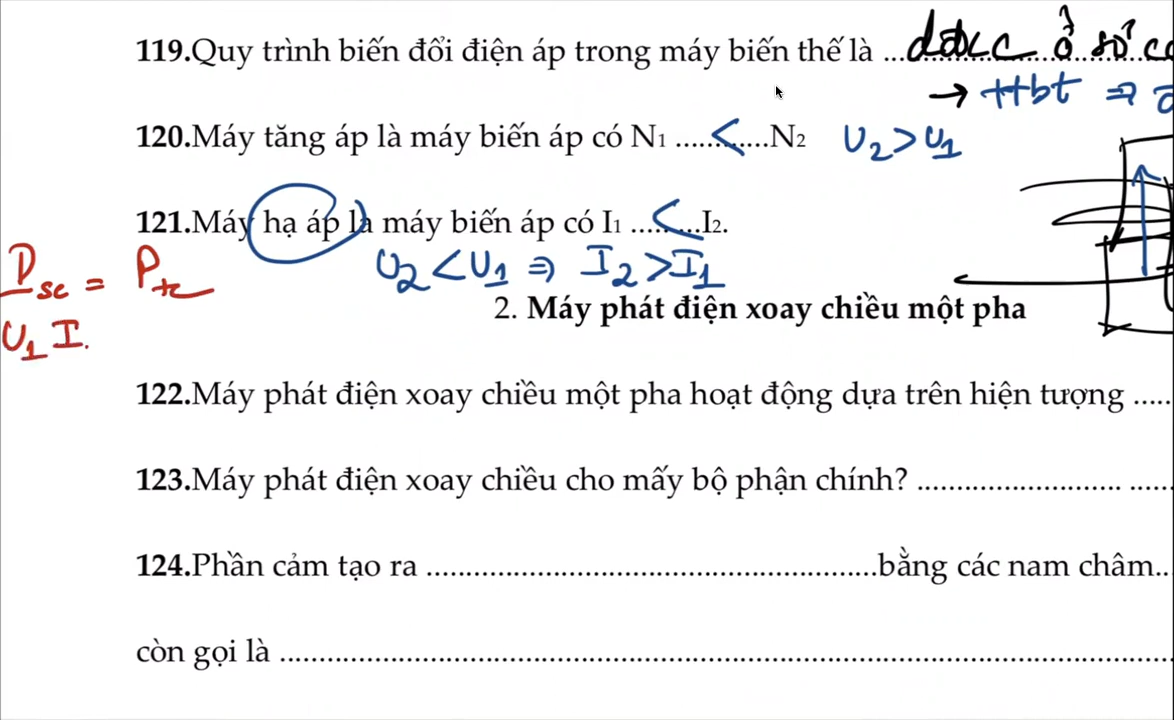 119.Quy trình biến đổi điện áp trong máy biến thế là ... ở sơ
→ ttbt ⇒
120.Máy tăng áp là máy biến áp có N1 ......<......N2 U2 > U1
121.Máy hạ áp là máy biến áp có I1 ...<...I2.
U2 < U1 ⇒ I2 > I1
Psc = Ptc
U1 I.
2. Máy phát điện xoay chiều một pha
122.Máy phát điện xoay chiều một pha hoạt động dựa trên hiện tượng .....
123.Máy phát điện xoay chiều cho mấy bộ phận chính? .......................... ......
124.Phần cảm tạo ra ..........................................................bằng các nam châm..
còn gọi là ....................................................................................................................